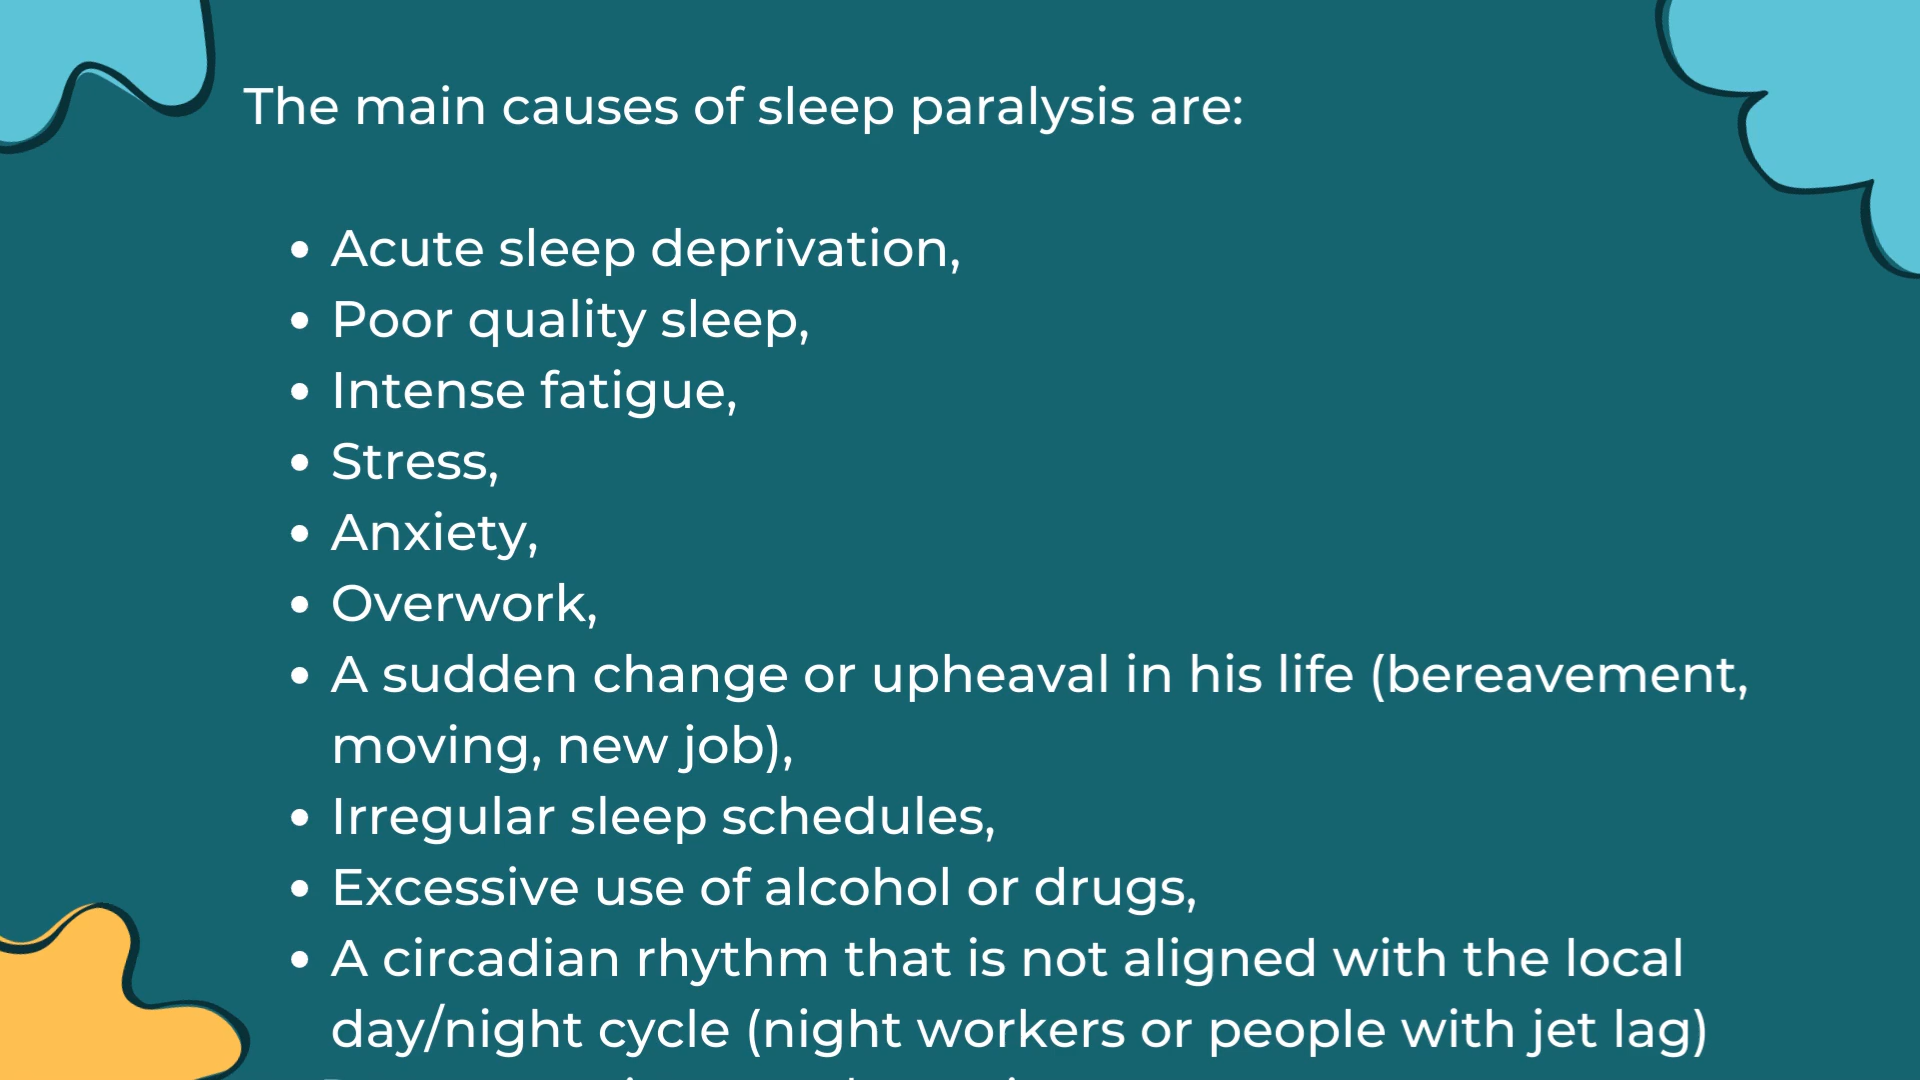 The main causes of sleep paralysis are:
• Acute sleep deprivation,
• Poor quality sleep,
• Intense fatigue,
• Stress,
• Anxiety,
• Overwork,
• A sudden change or upheaval in his life (bereavement,
moving, new job),
• Irregular sleep schedules,
• Excessive use of alcohol or drugs,
• A circadian rhythm that is not aligned with the local
day/night cycle (night workers or people with jet lag)